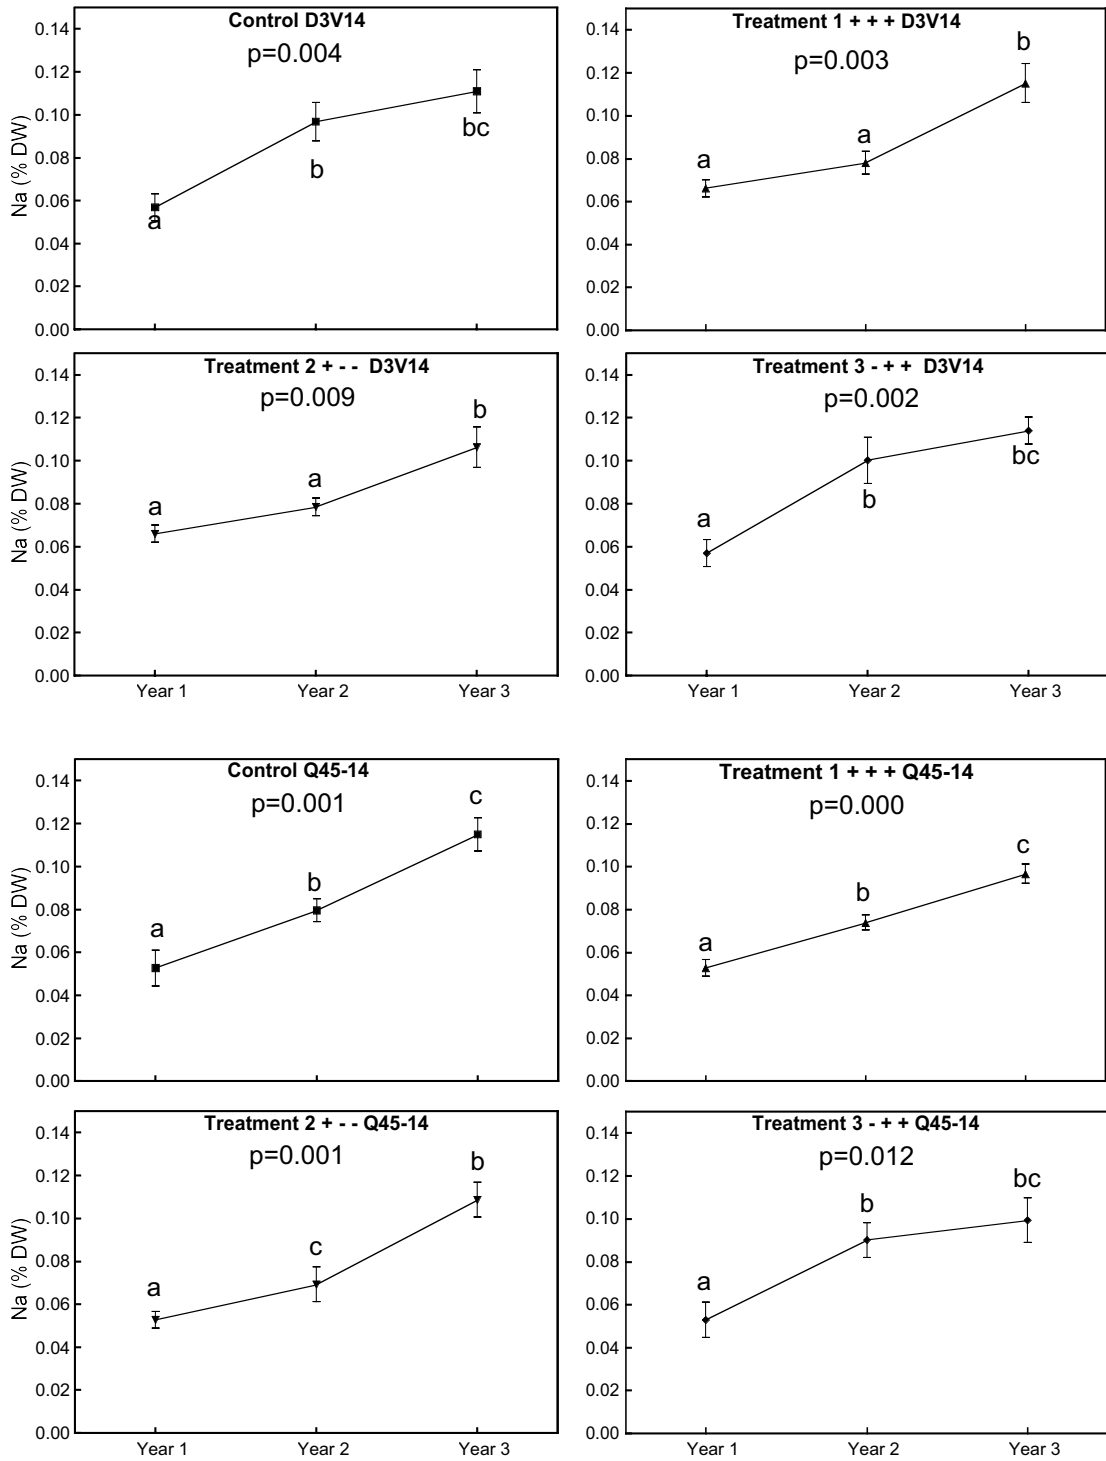 Control D3V14
p=0.004
Na (% DW)
0.14
0.12
0.10
0.08
0.06
0.04
0.02
0.00
a
b
bc
Treatment 1 + + + D3V14
p=0.003
0.14
0.12
0.10
0.08
0.06
0.04
0.02
0.00
a
a
b
Treatment 2 + - - D3V14
p=0.009
Na (% DW)
0.14
0.12
0.10
0.08
0.06
0.04
0.02
0.00
a
a
b
Year 1 Year 2 Year 3
Treatment 3 - + + D3V14
p=0.002
0.14
0.12
0.10
0.08
0.06
0.04
0.02
0.00
a
b
bc
Year 1 Year 2 Year 3
Control Q45-14
p=0.001
Na (% DW)
0.14
0.12
0.10
0.08
0.06
0.04
0.02
0.00
a
b
c
Treatment 1 + + + Q45-14
p=0.000
0.14
0.12
0.10
0.08
0.06
0.04
0.02
0.00
a
b
c
Treatment 2 + - - Q45-14
p=0.001
Na (% DW)
0.14
0.12
0.10
0.08
0.06
0.04
0.02
0.00
a
c
b
Year 1 Year 2 Year 3
Treatment 3 - + + Q45-14
p=0.012
0.14
0.12
0.10
0.08
0.06
0.04
0.02
0.00
a
b
bc
Year 1 Year 2 Year 3